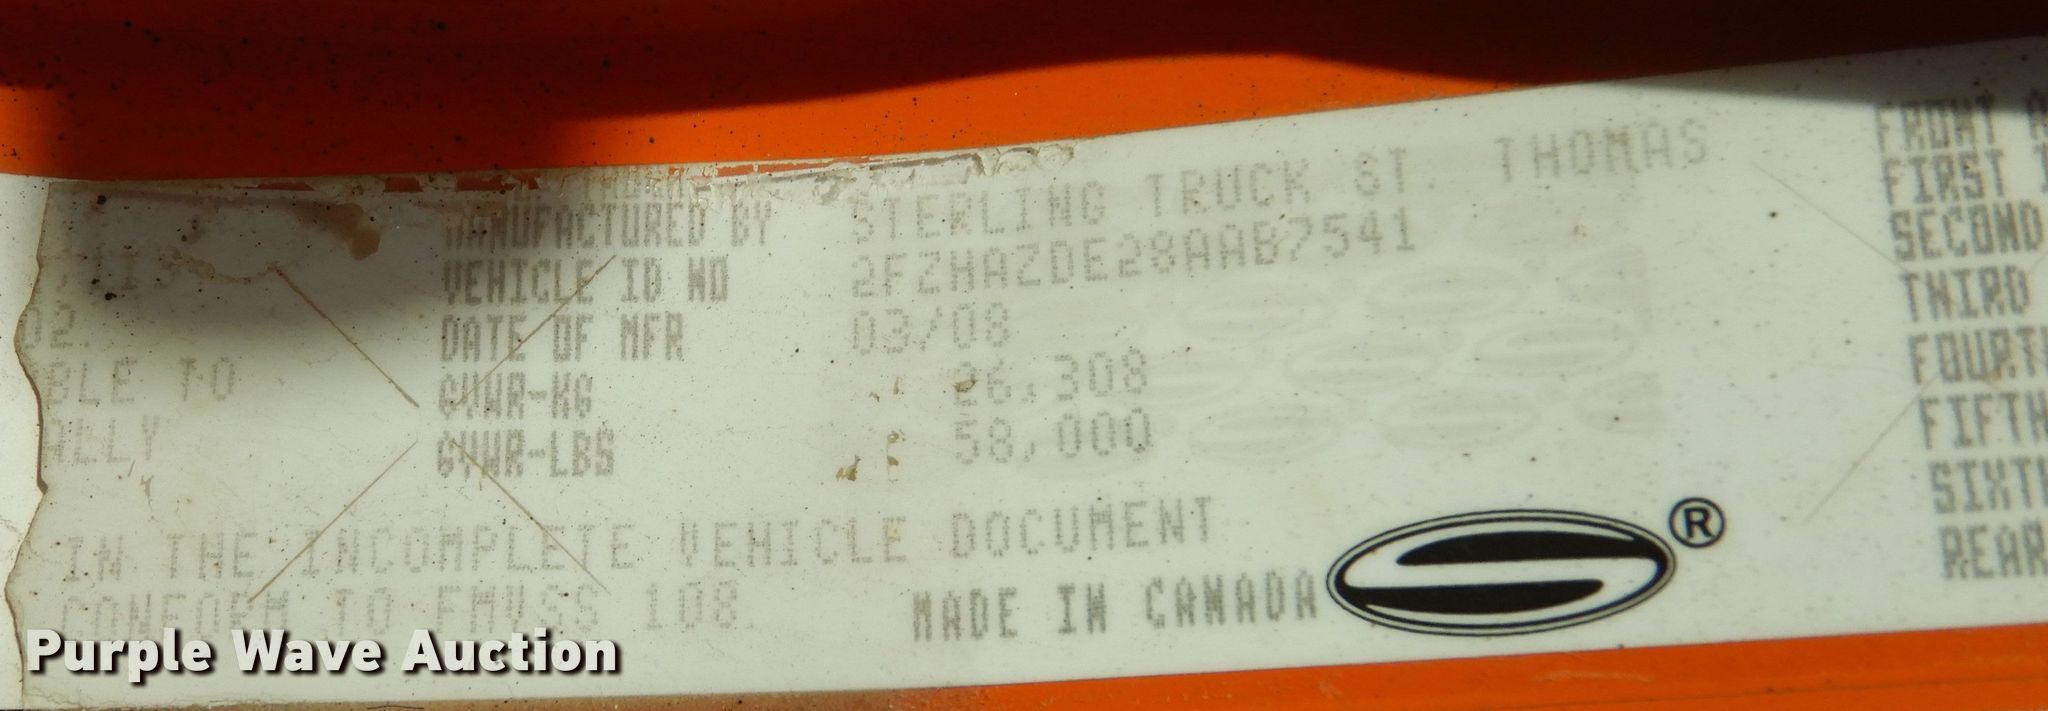 MANUFACTURED BY STERLING TRUCK ST. THOMAS
VEHICLE ID NO 2FZHAZDE28AAB7541
02. DATE OF MFR 03/08
BLE TO GVWR-KG 26,308
ALLY GVWR-LBS 58,000
IN THE INCOMPLETE VEHICLE DOCUMENT
CONFORM TO FMVSS 108.
MADE IN CANADA
®
FRONT A
FIRST I
SECOND
THIRD
FOURTH
FIFTH
SIXTH
REAR
Purple Wave Auction